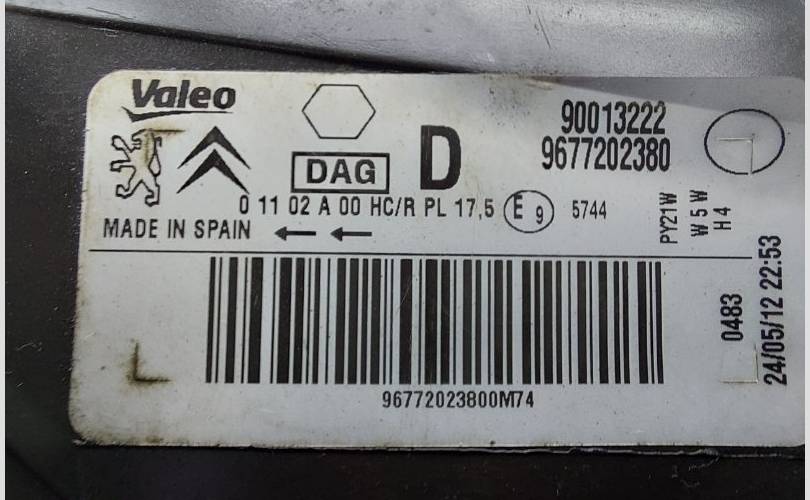 Valeo
90013222
DAG D 9677202380
0 11 02 A 00 HC/R PL 17,5 E 9 5744
MADE IN SPAIN
PY21W
W5W
H4
0483
24/05/12 22:53
96772023800M74